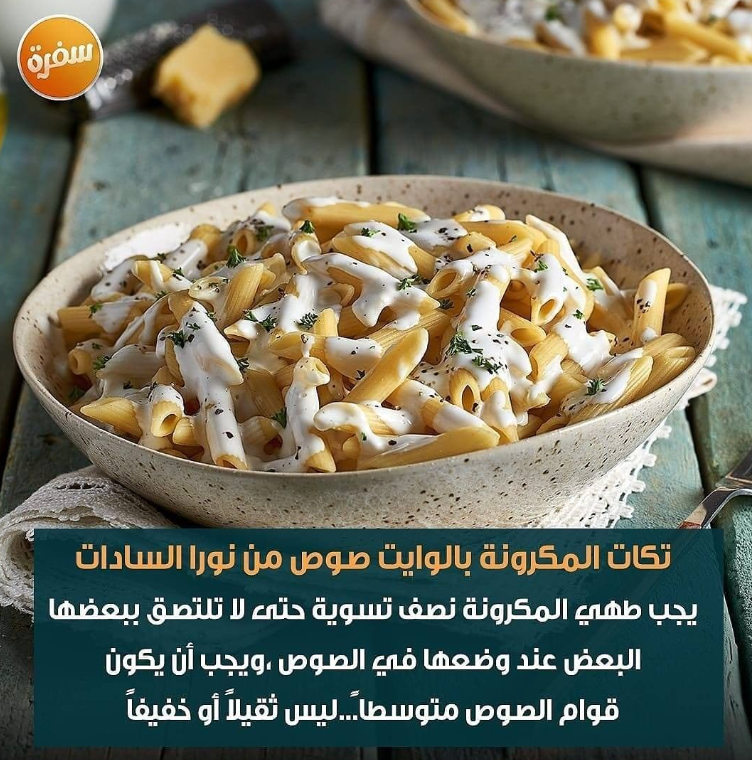 سفرة
تكات المكرونة بالوايت صوص من نورا السادات
يجب طهي المكرونة نصف تسوية حتى لا تلتصق ببعضها
البعض عند وضعها في الصوص ،ويجب أن يكون
قوام الصوص متوسطاً...ليس ثقيلاً أو خفيفاً